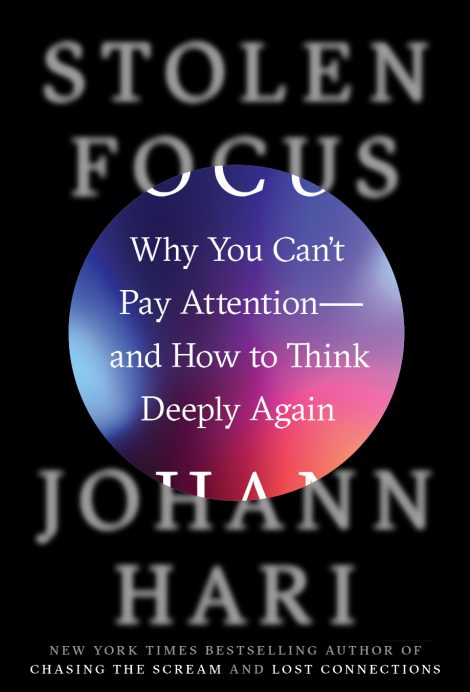 STOLEN
FOCUS
Why You Can't
Pay Attention—
and How to Think
Deeply Again
JOHANN
HARI
NEW YORK TIMES BESTSELLING AUTHOR OF
CHASING THE SCREAM AND LOST CONNECTIONS